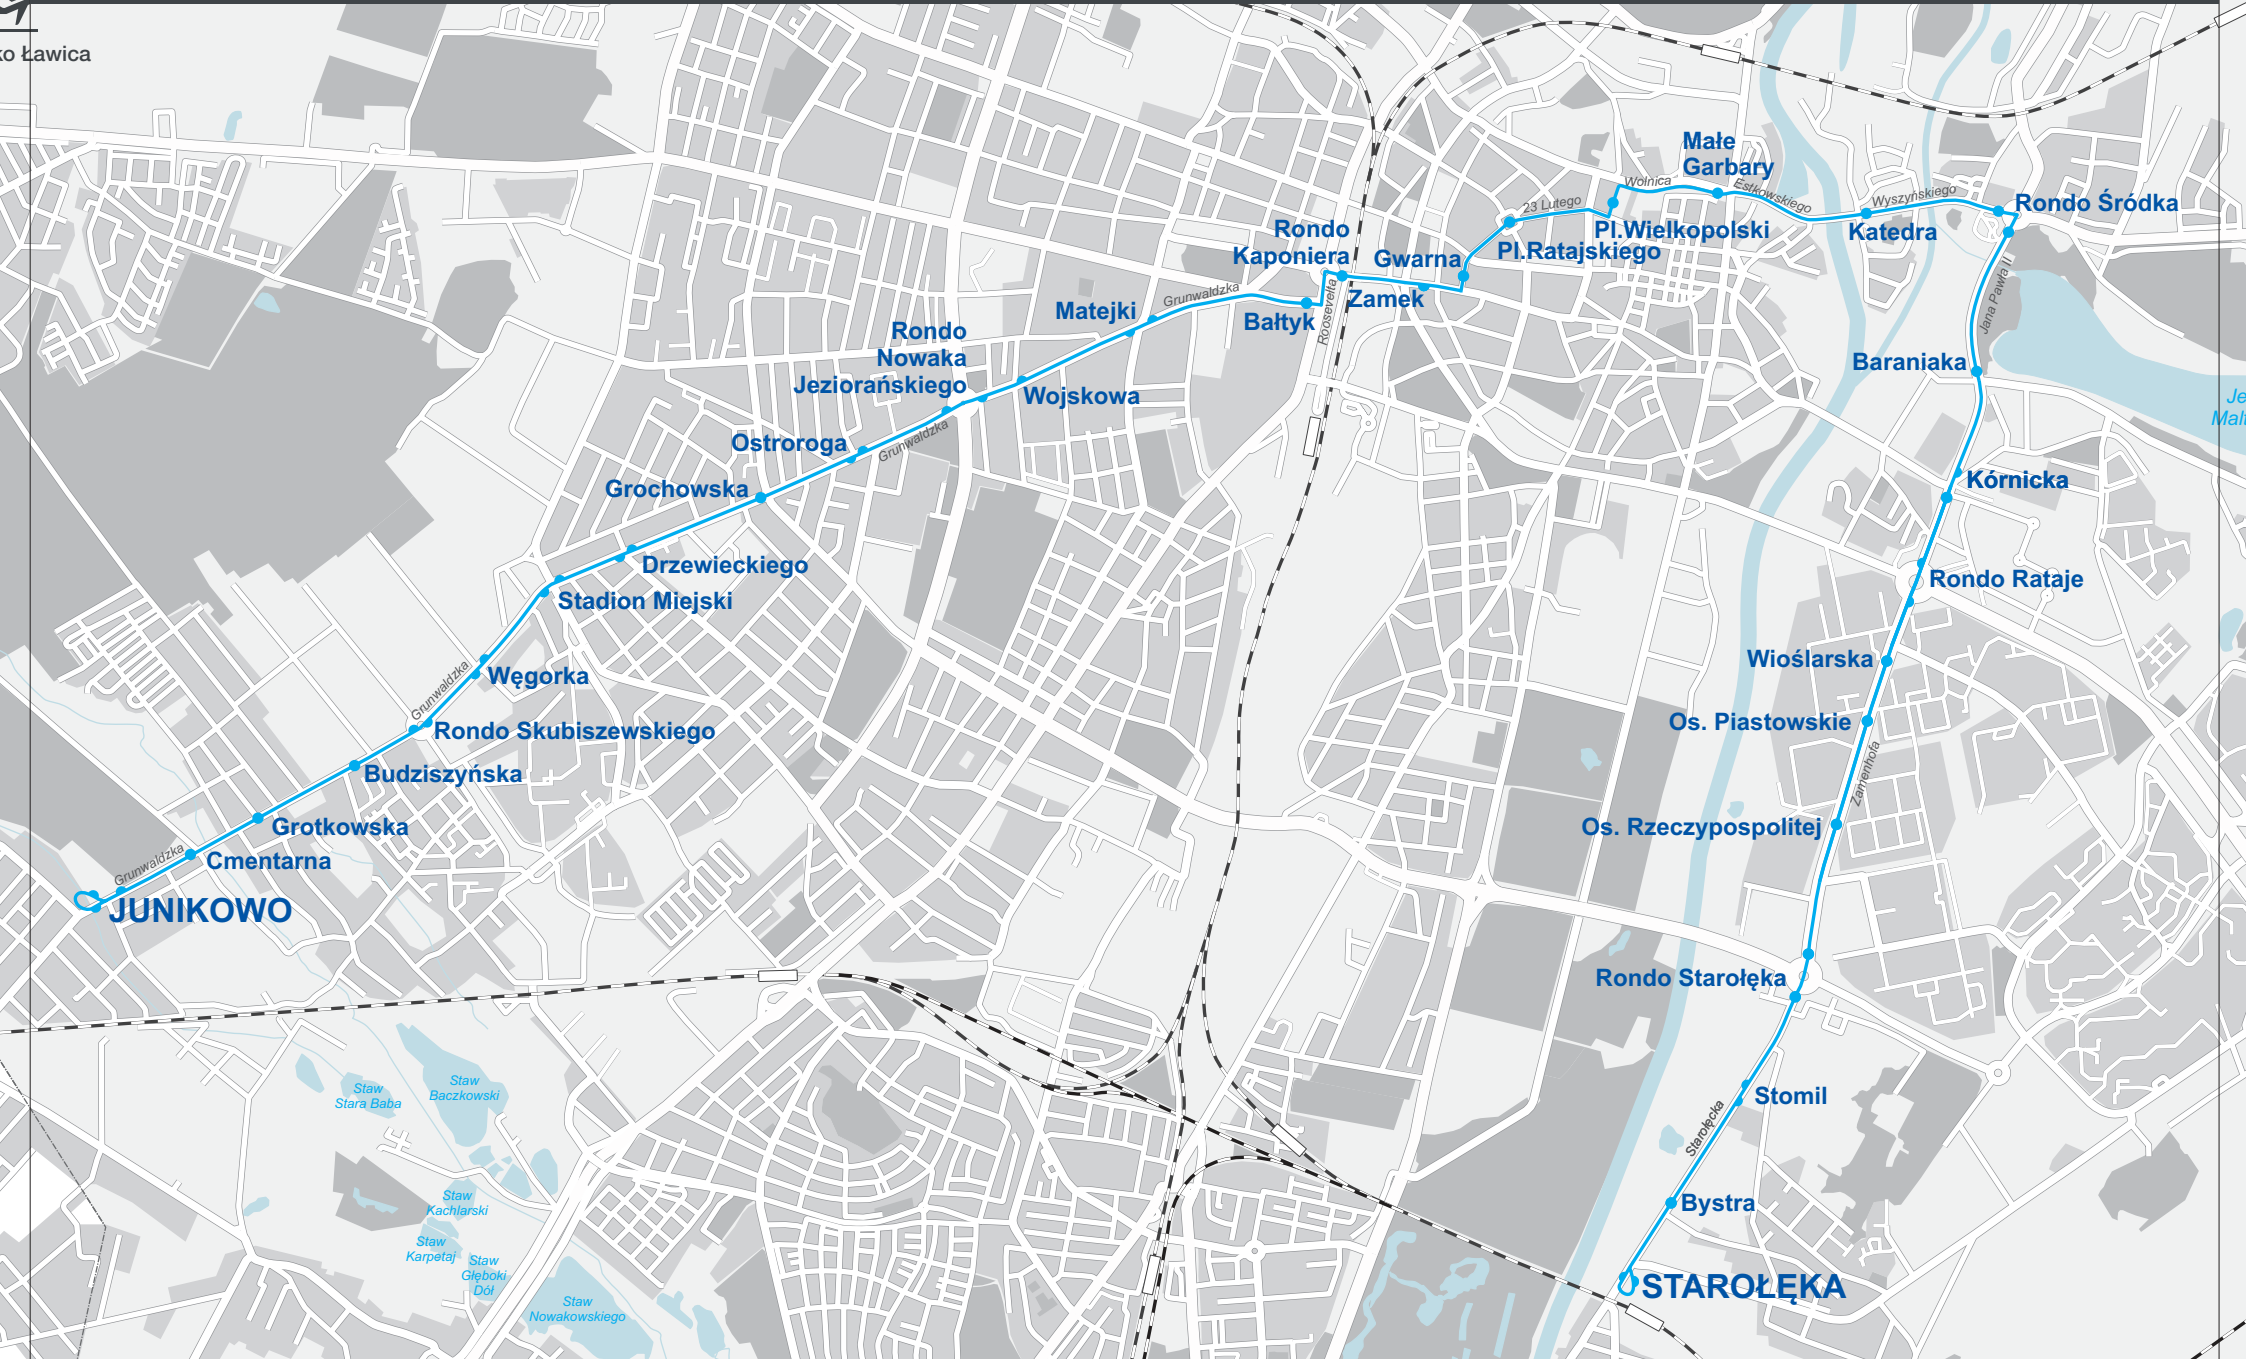 Ławica
Małe
Garbary
Wolnica
Estkowskiego
Wyszyńskiego
23 Lutego
Rondo Śródka
Rondo
Kaponiera
Pl.Wielkopolski
Katedra
Gwarna
Pl.Ratajskiego
Jana Pawła II
Zamek
Grunwaldzka
Roosevelta
Matejki
Bałtyk
Rondo
Nowaka
Jeziorańskiego
Baraniaka
Wojskowa
Ostroroga
Grunwaldzka
Grochowska
Kórnicka
Drzewieckiego
Rondo Rataje
Stadion Miejski
Wioślarska
Węgorka
Grunwaldzka
Os. Piastowskie
Rondo Skubiszewskiego
Budziszyńska
Zamenhofa
Grotkowska
Os. Rzeczypospolitej
Cmentarna
Grunwaldzka
JUNIKOWO
Rondo Starołęka
Staw
Stara Baba
Staw
Baczkowski
Stomil
Starołęcka
Staw
Kachlarski
Bystra
Staw
Karpetaj
Staw
Głęboki
Dół
STAROŁĘKA
Staw
Nowakowskiego